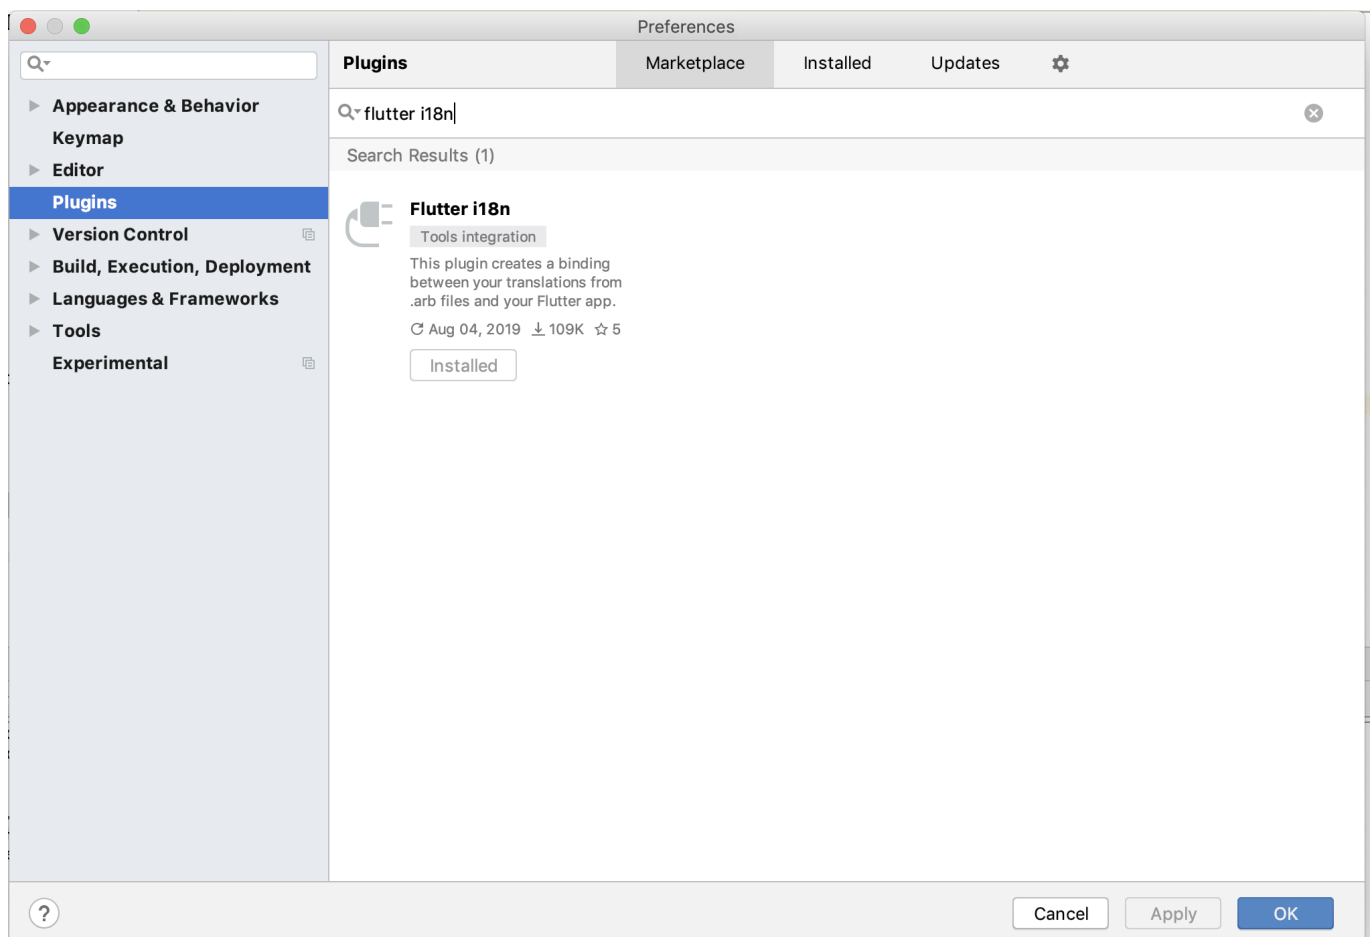 Preferences
Plugins
Marketplace
Installed
Updates
Appearance & Behavior
Keymap
Editor
Plugins
Version Control
Build, Execution, Deployment
Languages & Frameworks
Tools
Experimental
flutter i18n
Search Results (1)
Flutter i18n
Tools integration
This plugin creates a binding
between your translations from
.arb files and your Flutter app.
Aug 04, 2019 109K 5
Installed
?
Cancel
Apply
OK